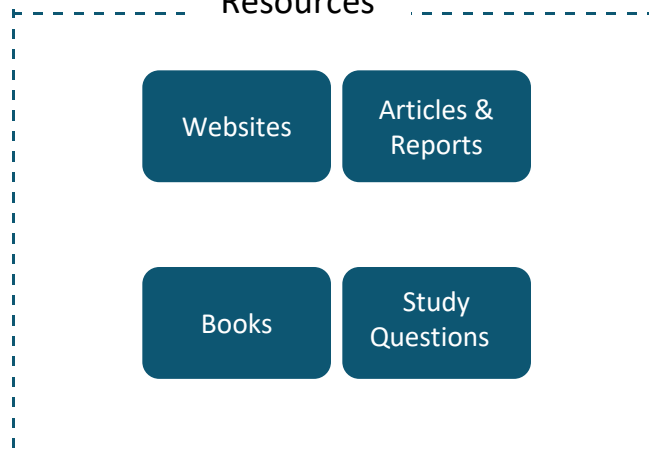 Resources
Websites
Articles &
Reports
Books
Study
Questions